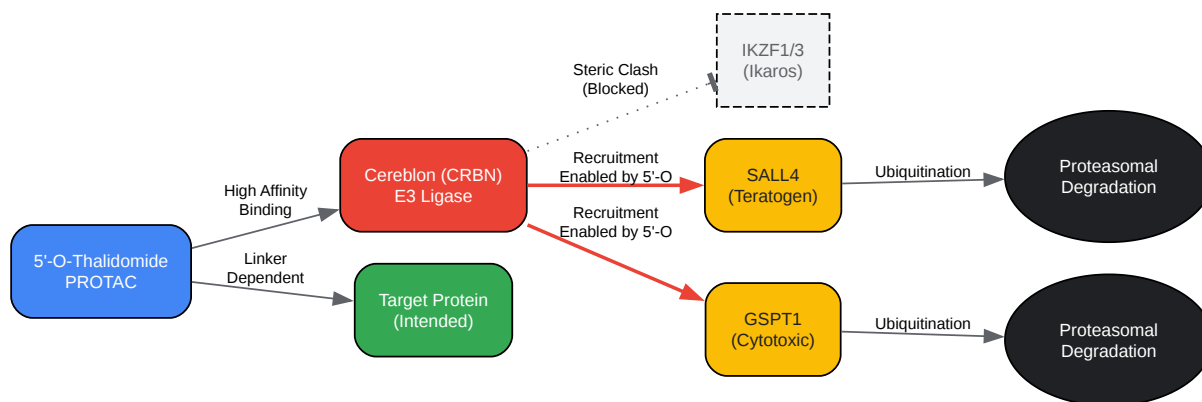 IKZF1/3
(Ikaros)
Steric Clash
(Blocked)
Cereblon (CRBN)
E3 Ligase
Recruitment
Enabled by 5'-O
SALL4
(Teratogen)
Ubiquitination
Proteasomal
Degradation
High Affinity
Binding
Recruitment
Enabled by 5'-O
5'-O-Thalidomide
PROTAC
Linker
Dependent
Target Protein
(Intended)
GSPT1
(Cytotoxic)
Ubiquitination
Proteasomal
Degradation